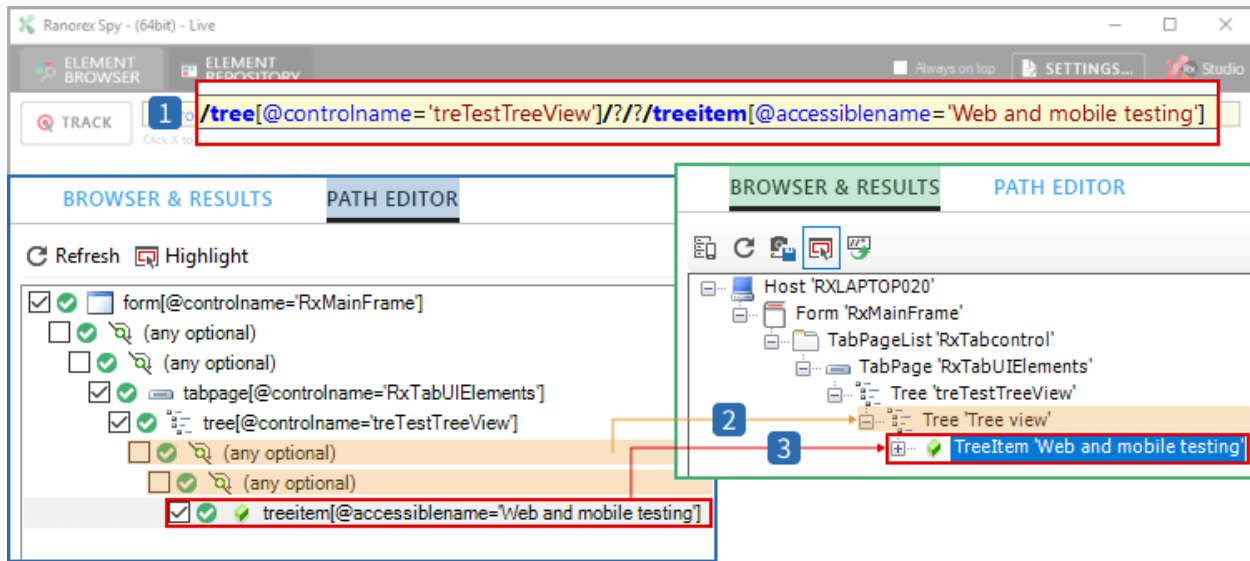 Ranorex Spy - (64bit) - Live
ELEMENT BROWSER
ELEMENT REPOSITORY
Always on top
SETTINGS...
Rx Studio
TRACK
1
/tree[@controlname='treTestTreeView']/?/?/treeitem[@accessiblename='Web and mobile testing']
Click X to
BROWSER & RESULTS
PATH EDITOR
Refresh
Highlight
form[@controlname='RxMainFrame']
(any optional)
(any optional)
tabpage[@controlname='RxTabUIElements']
tree[@controlname='treTestTreeView']
(any optional)
(any optional)
treeitem[@accessiblename='Web and mobile testing']
2
3
BROWSER & RESULTS
PATH EDITOR
Host 'RXLAPTOP020'
Form 'RxMainFrame'
TabPageList 'RxTabcontrol'
TabPage 'RxTabUIElements'
Tree 'treTestTreeView'
Tree 'Tree view'
TreeItem 'Web and mobile testing'